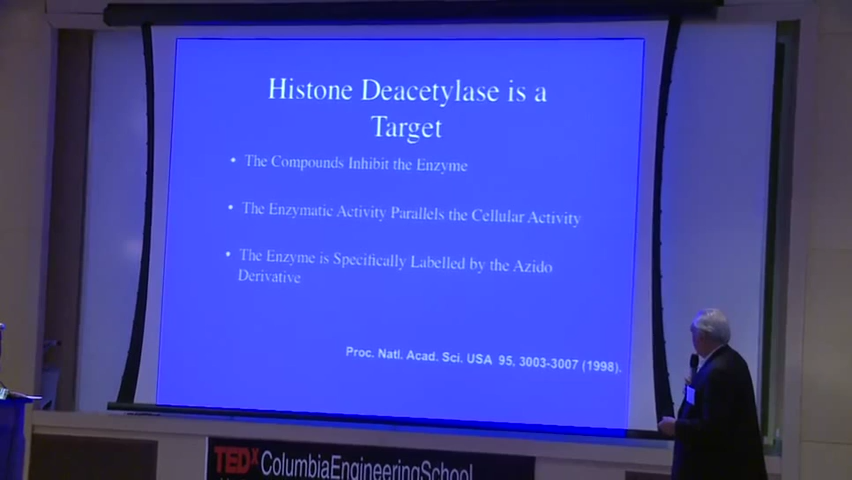 Histone Deacetylase is a
Target
• The Compounds Inhibit the Enzyme
• The Enzymatic Activity Parallels the Cellular Activity
• The Enzyme is Specifically Labelled by the Azido
Derivative
Proc. Natl. Acad. Sci. USA 95, 3003-3007 (1998).
TEDx ColumbiaEngineeringSchool